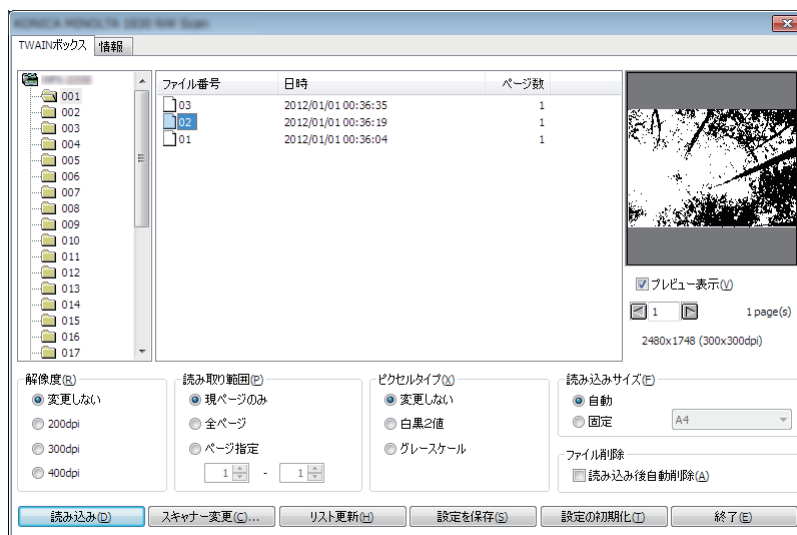 KONICA MINOLTA 1830 NW Scan
TWAINボックス 情報
001
002
003
004
005
006
007
008
009
010
011
012
013
014
015
016
017
ファイル番号 日時 ページ数
03 2012/01/01 00:36:35 1
02 2012/01/01 00:36:19 1
01 2012/01/01 00:36:04 1
プレビュー表示(V)
1 1 page(s)
2480x1748 (300x300dpi)
解像度(R)
変更しない
200dpi
300dpi
400dpi
読み取り範囲(P)
現ページのみ
全ページ
ページ指定
1 - 1
ピクセルタイプ(X)
変更しない
白黒2値
グレースケール
読み込みサイズ(F)
自動
固定 A4
ファイル削除
読み込み後自動削除(A)
読み込み(D) スキャナー変更(C)... リスト更新(H) 設定を保存(S) 設定の初期化(T) 終了(E)